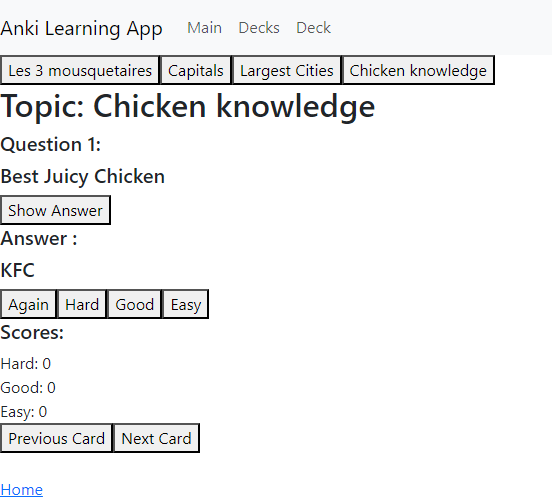 Anki Learning App Main Decks Deck
Les 3 mousquetaires Capitals Largest Cities Chicken knowledge
Topic: Chicken knowledge
Question 1:
Best Juicy Chicken
Show Answer
Answer :
KFC
Again Hard Good Easy
Scores:
Hard: 0
Good: 0
Easy: 0
Previous Card Next Card
Home